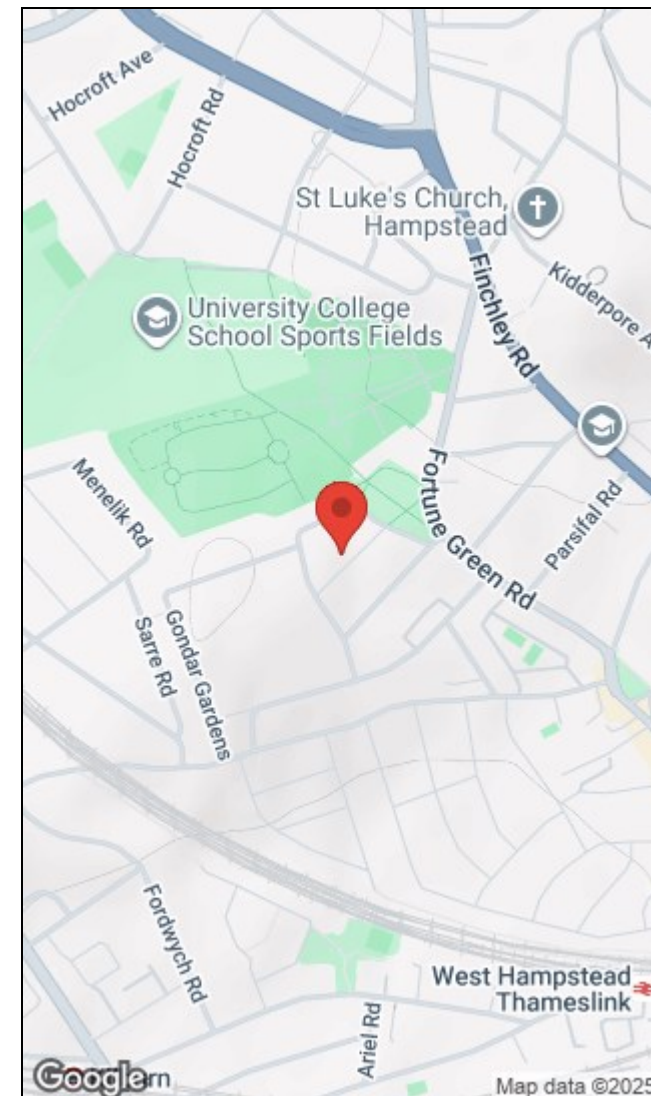 Hocroft Ave
Hocroft Rd
St Luke's Church,
Hampstead
Kidderpore A
Finchley Rd
University College
School Sports Fields
Fortune Green Rd
Menelik Rd
Parsifal Rd
Sarre Rd
Gondar Gardens
Fordwych Rd
West Hampstead
Thameslink
Ariel Rd
Google
Map data ©2025